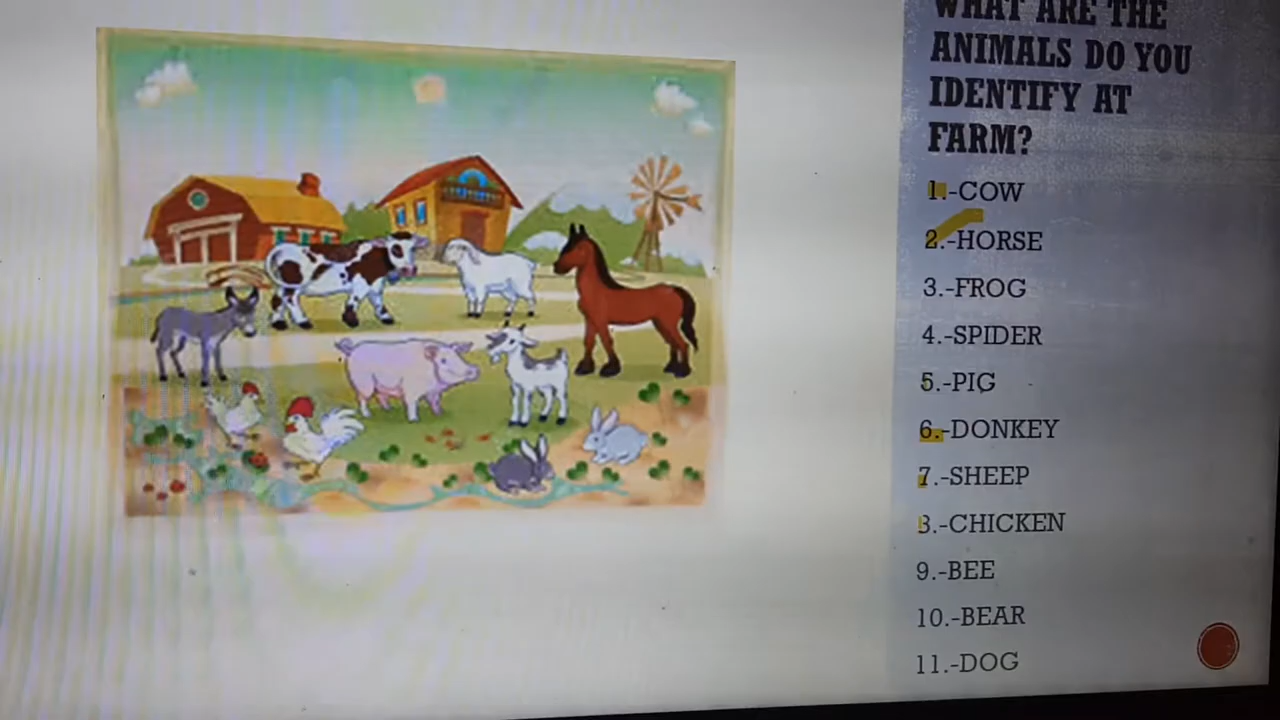 WHAT ARE THE
ANIMALS DO YOU
IDENTIFY AT
FARM?
1.-COW
2.-HORSE
3.-FROG
4.-SPIDER
5.-PIG
6.-DONKEY
7.-SHEEP
8.-CHICKEN
9.-BEE
10.-BEAR
11.-DOG